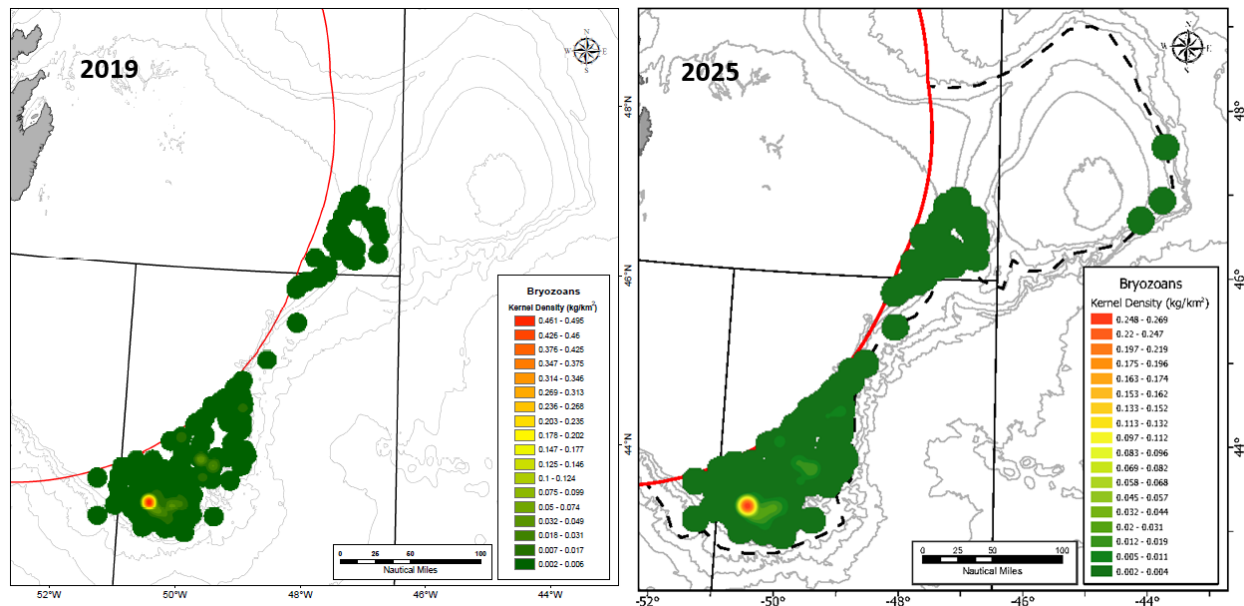 2019
N
W E
S
48°N
46°N
44°N
Bryozoans
Kernel Density (kg/km²)
0.461 - 0.495
0.426 - 0.46
0.376 - 0.425
0.347 - 0.375
0.314 - 0.346
0.269 - 0.313
0.236 - 0.268
0.203 - 0.235
0.178 - 0.202
0.147 - 0.177
0.125 - 0.146
0.1 - 0.124
0.075 - 0.099
0.05 - 0.074
0.032 - 0.049
0.018 - 0.031
0.007 - 0.017
0.002 - 0.006
0 25 50 100
Nautical Miles
52°W 50°W 48°W 46°W 44°W
2025
N
W E
S
48°N
46°N
44°N
Bryozoans
Kernel Density (kg/km²)
0.248 - 0.269
0.22 - 0.247
0.197 - 0.219
0.175 - 0.196
0.163 - 0.174
0.153 - 0.162
0.133 - 0.152
0.113 - 0.132
0.097 - 0.112
0.083 - 0.096
0.069 - 0.082
0.058 - 0.068
0.045 - 0.057
0.032 - 0.044
0.02 - 0.031
0.012 - 0.019
0.005 - 0.011
0.002 - 0.004
0 25 50 100
Nautical Miles
-52° -50° -48° -46° -44°